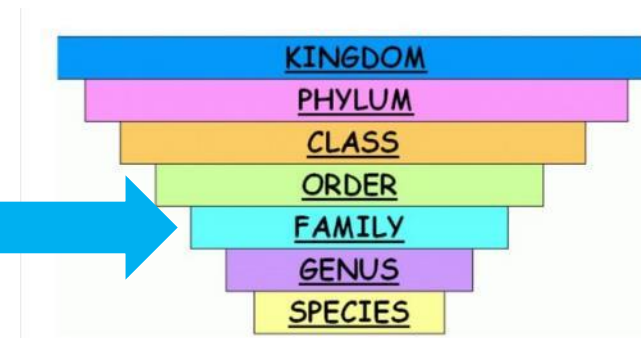 KINGDOM
PHYLUM
CLASS
ORDER
FAMILY
GENUS
SPECIES